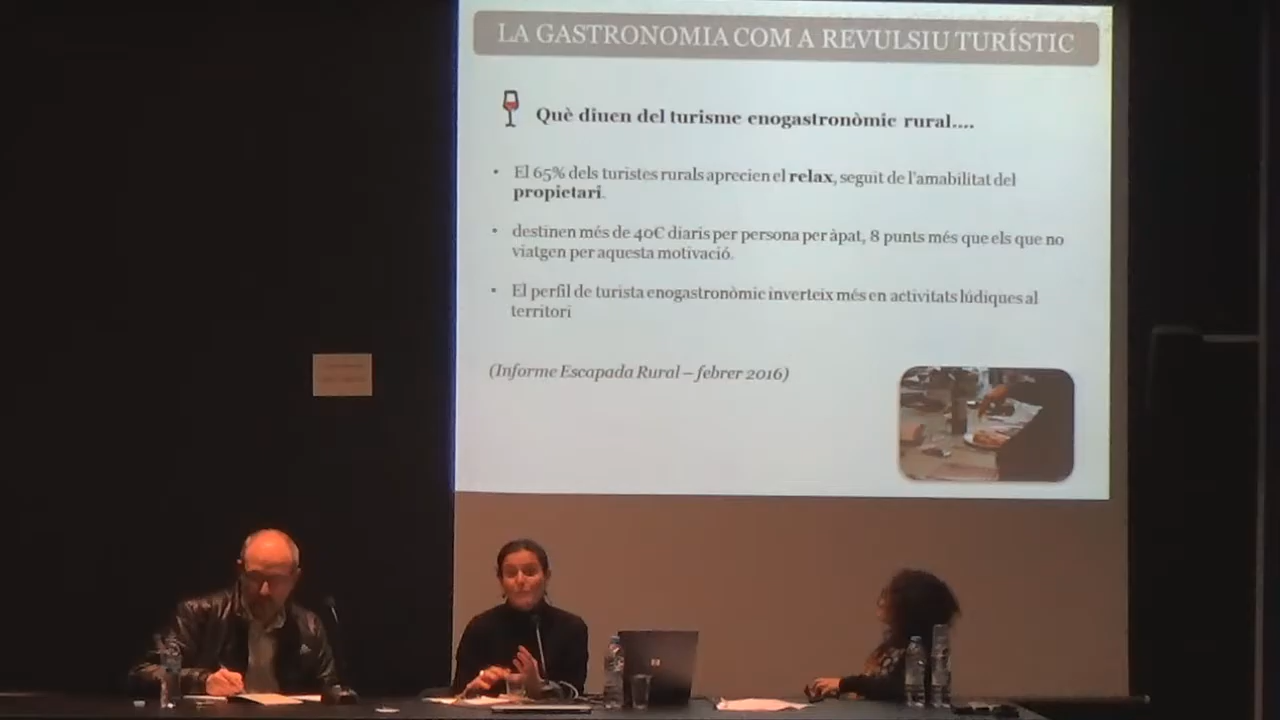 LA GASTRONOMIA COM A REVULSIU TURÍSTIC
Què diuen del turisme enogastronòmic rural....
• El 65% dels turistes rurals aprecien el relax, seguit de l'amabilitat del
propietari.
• destinen més de 40€ diaris per persona per àpat, 8 punts més que els que no
viatgen per aquesta motivació.
• El perfil de turista enogastronòmic inverteix més en activitats lúdiques al
territori
(Informe Escapada Rural – febrer 2016)